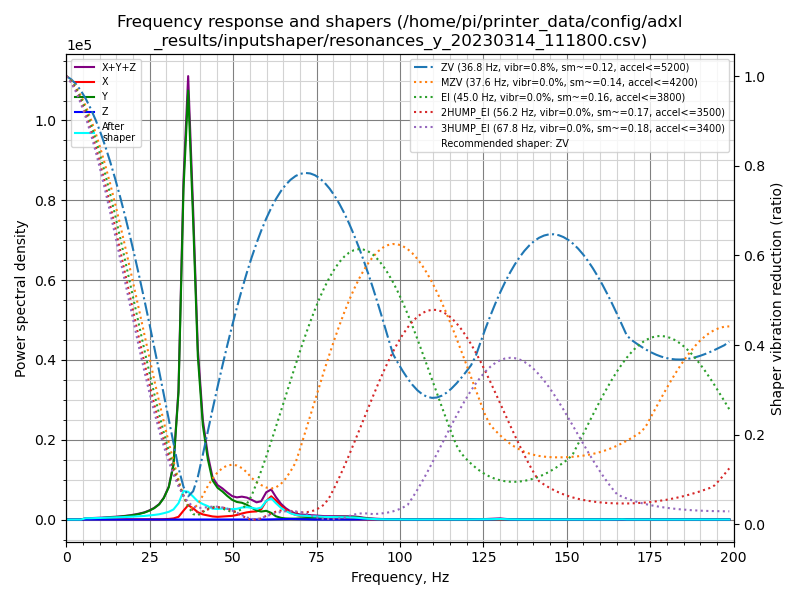 Frequency response and shapers (/home/pi/printer_data/config/adxl
_results/inputshaper/resonances_y_20230314_111800.csv)
1e5
X+Y+Z
X
Y
Z
After
shaper
ZV (36.8 Hz, vibr=0.8%, sm~=0.12, accel<=5200)
MZV (37.6 Hz, vibr=0.0%, sm~=0.14, accel<=4200)
EI (45.0 Hz, vibr=0.0%, sm~=0.16, accel<=3800)
2HUMP_EI (56.2 Hz, vibr=0.0%, sm~=0.17, accel<=3500)
3HUMP_EI (67.8 Hz, vibr=0.0%, sm~=0.18, accel<=3400)
Recommended shaper: ZV
1.0
0.8
0.6
0.4
0.2
0.0
Power spectral density
1.0
0.8
0.6
0.4
0.2
0.0
Shaper vibration reduction (ratio)
0 25 50 75 100 125 150 175 200
Frequency, Hz